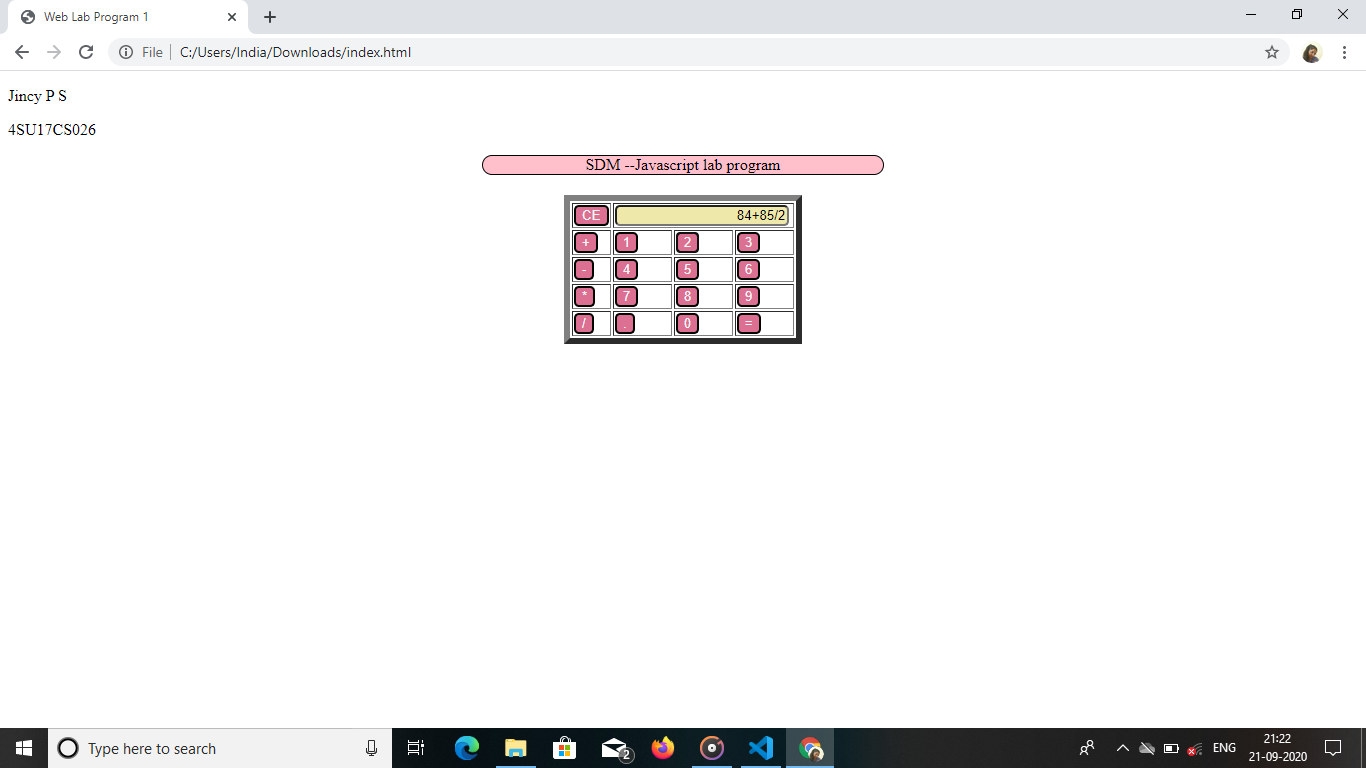 Web Lab Program 1
File C:/Users/India/Downloads/index.html
Jincy P S
4SU17CS026
SDM --Javascript lab program
CE 84+85/2
+ 1 2 3
- 4 5 6
* 7 8 9
/ . 0 =
Type here to search
2
ENG
21:22
21-09-2020